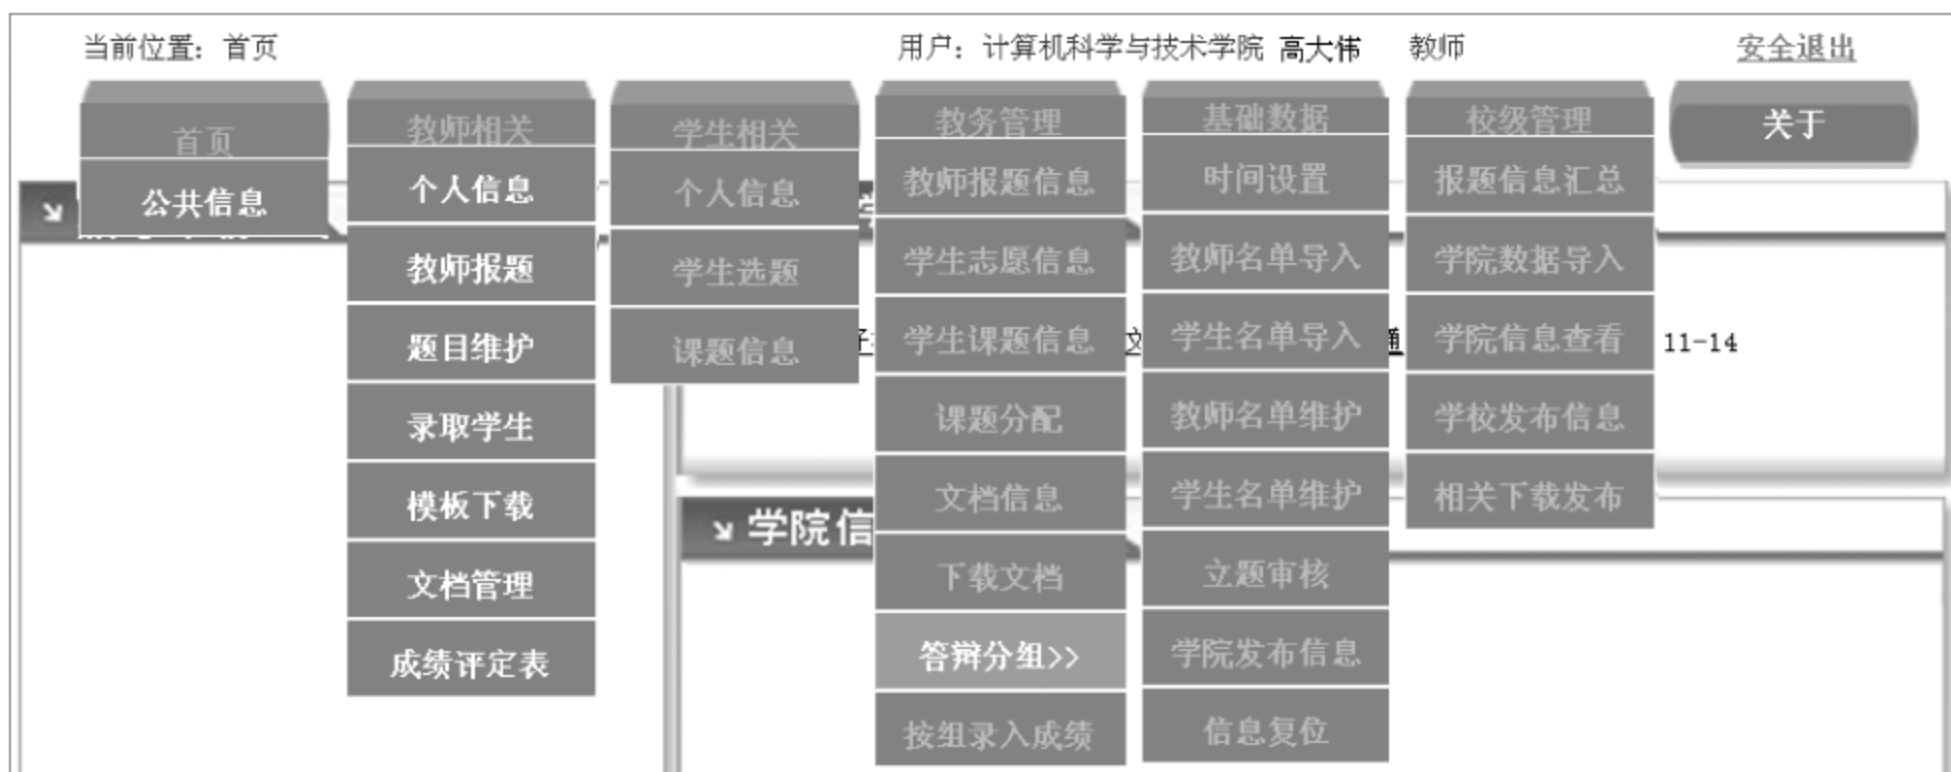 当前位置：首页
用户：计算机科学与技术学院 高大伟 教师
安全退出
首页
公共信息
教师相关
个人信息
教师报题
题目维护
录取学生
模板下载
文档管理
成绩评定表
学生相关
个人信息
学生选题
课题信息
教务管理
教师报题信息
学生志愿信息
学生课题信息
课题分配
文档信息
下载文档
答辩分组>>
按组录入成绩
基础数据
时间设置
教师名单导入
学生名单导入
教师名单维护
学生名单维护
立题审核
学院发布信息
信息复位
校级管理
报题信息汇总
学院数据导入
学院信息查看
学校发布信息
相关下载发布
关于
文
通
11-14
学院信